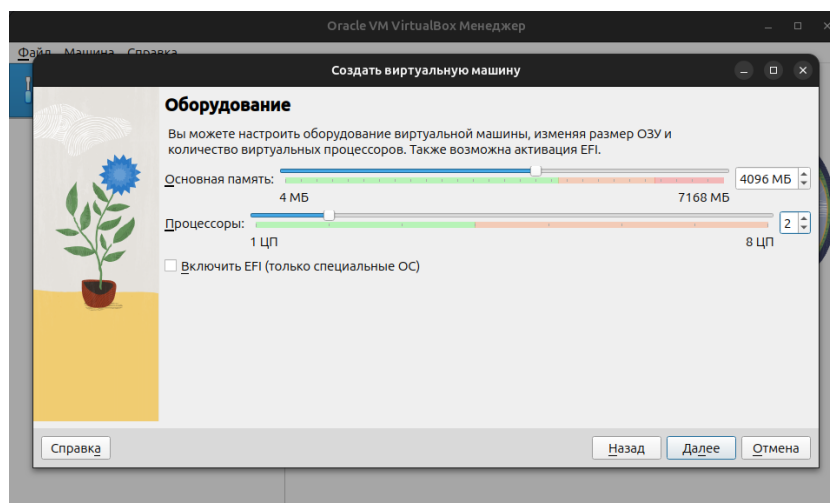 Oracle VM VirtualBox Менеджер
Файл Машина Справка
Создать виртуальную машину
Оборудование
Вы можете настроить оборудование виртуальной машины, изменяя размер ОЗУ и
количество виртуальных процессоров. Также возможна активация EFI.
Основная память: 4096 МБ
4 МБ 7168 МБ
Процессоры: 2
1 ЦП 8 ЦП
Включить EFI (только специальные ОС)
Справка Назад Далее Отмена